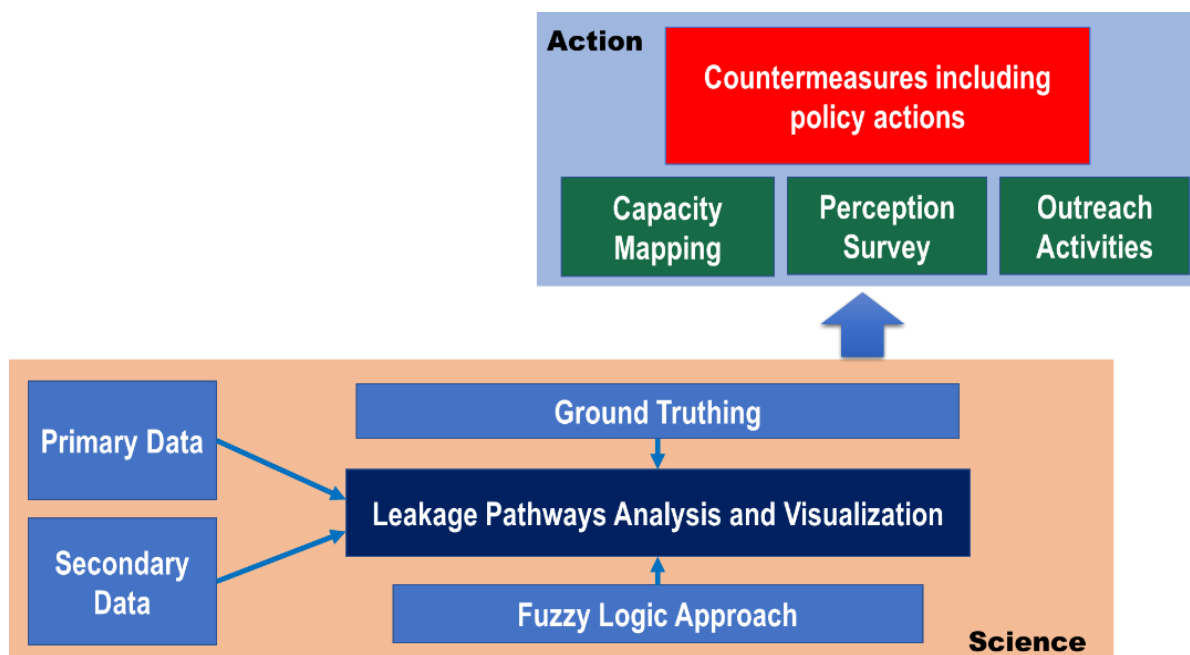 Action
Countermeasures including
policy actions
Capacity
Mapping
Perception
Survey
Outreach
Activities
Primary Data
Secondary
Data
Ground Truthing
Leakage Pathways Analysis and Visualization
Fuzzy Logic Approach
Science